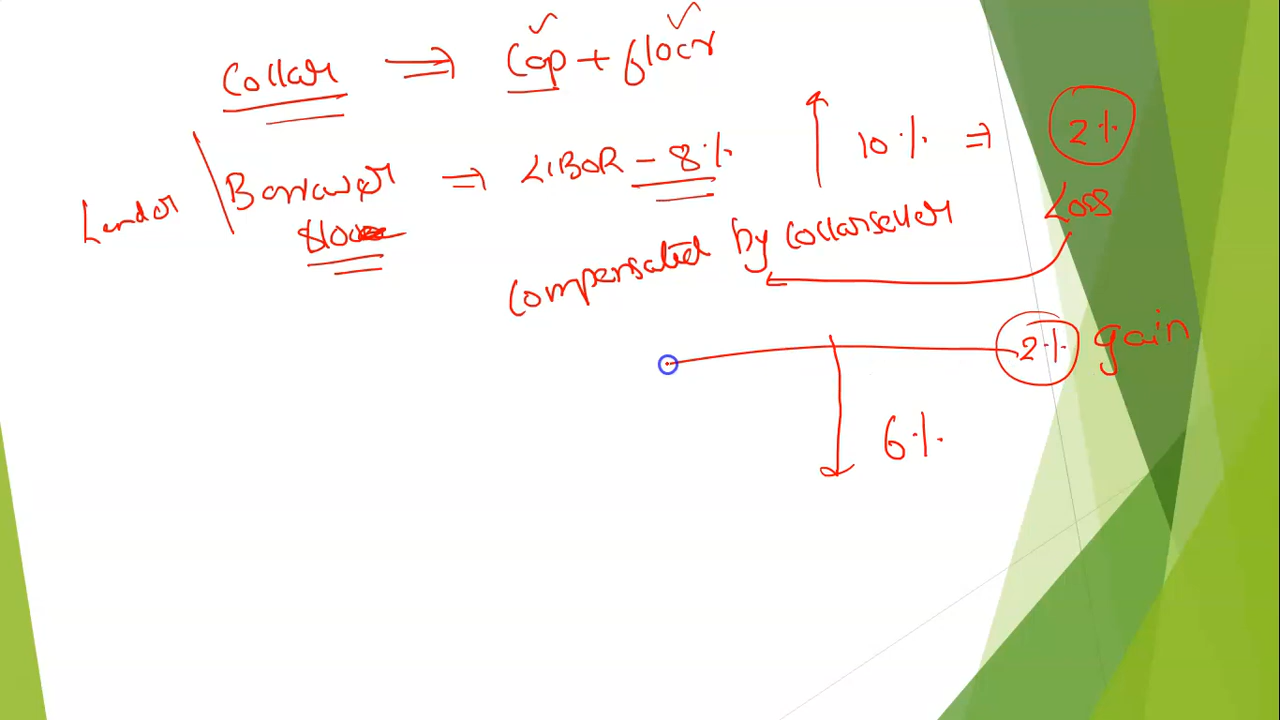 Collar ⇒ Cap + floor
Lender | Borrower ⇒ LIBOR - 8% ↑ 10% ⇒ 2%
Loss
compensated by collarseller
2% gain
6%